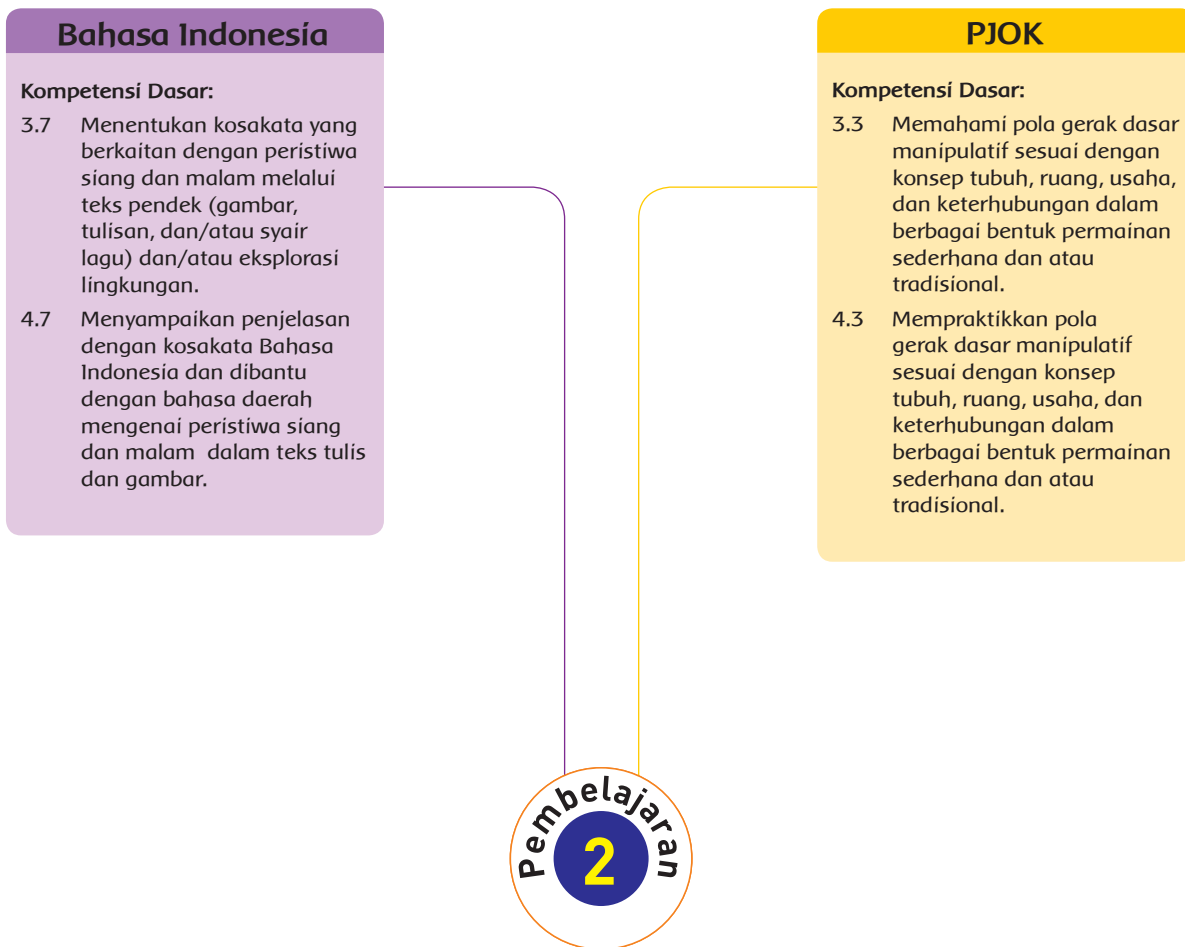 Bahasa Indonesia
Kompetensi Dasar:
3.7 Menentukan kosakata yang
berkaitan dengan peristiwa
siang dan malam melalui
teks pendek (gambar,
tulisan, dan/atau syair
lagu) dan/atau eksplorasi
lingkungan.
4.7 Menyampaikan penjelasan
dengan kosakata Bahasa
Indonesia dan dibantu
dengan bahasa daerah
mengenai peristiwa siang
dan malam dalam teks tulis
dan gambar.
PJOK
Kompetensi Dasar:
3.3 Memahami pola gerak dasar
manipulatif sesuai dengan
konsep tubuh, ruang, usaha,
dan keterhubungan dalam
berbagai bentuk permainan
sederhana dan atau
tradisional.
4.3 Mempraktikkan pola
gerak dasar manipulatif
sesuai dengan konsep
tubuh, ruang, usaha, dan
keterhubungan dalam
berbagai bentuk permainan
sederhana dan atau
tradisional.
Pembelajaran
2